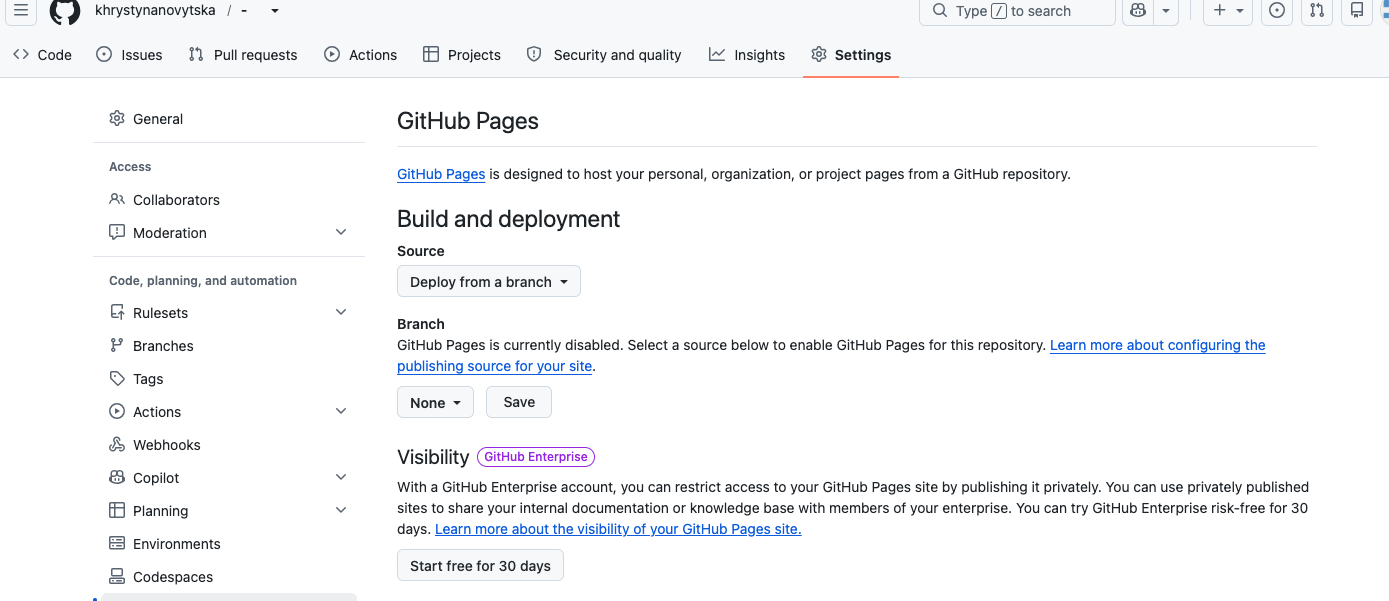 khrystynanovytska / -
Type / to search
Code Issues Pull requests Actions Projects Security and quality Insights Settings
General
Access
Collaborators
Moderation
Code, planning, and automation
Rulesets
Branches
Tags
Actions
Webhooks
Copilot
Planning
Environments
Codespaces
GitHub Pages
GitHub Pages is designed to host your personal, organization, or project pages from a GitHub repository.
Build and deployment
Source
Deploy from a branch
Branch
GitHub Pages is currently disabled. Select a source below to enable GitHub Pages for this repository. Learn more about configuring the
publishing source for your site.
None Save
Visibility GitHub Enterprise
With a GitHub Enterprise account, you can restrict access to your GitHub Pages site by publishing it privately. You can use privately published
sites to share your internal documentation or knowledge base with members of your enterprise. You can try GitHub Enterprise risk-free for 30
days. Learn more about the visibility of your GitHub Pages site.
Start free for 30 days